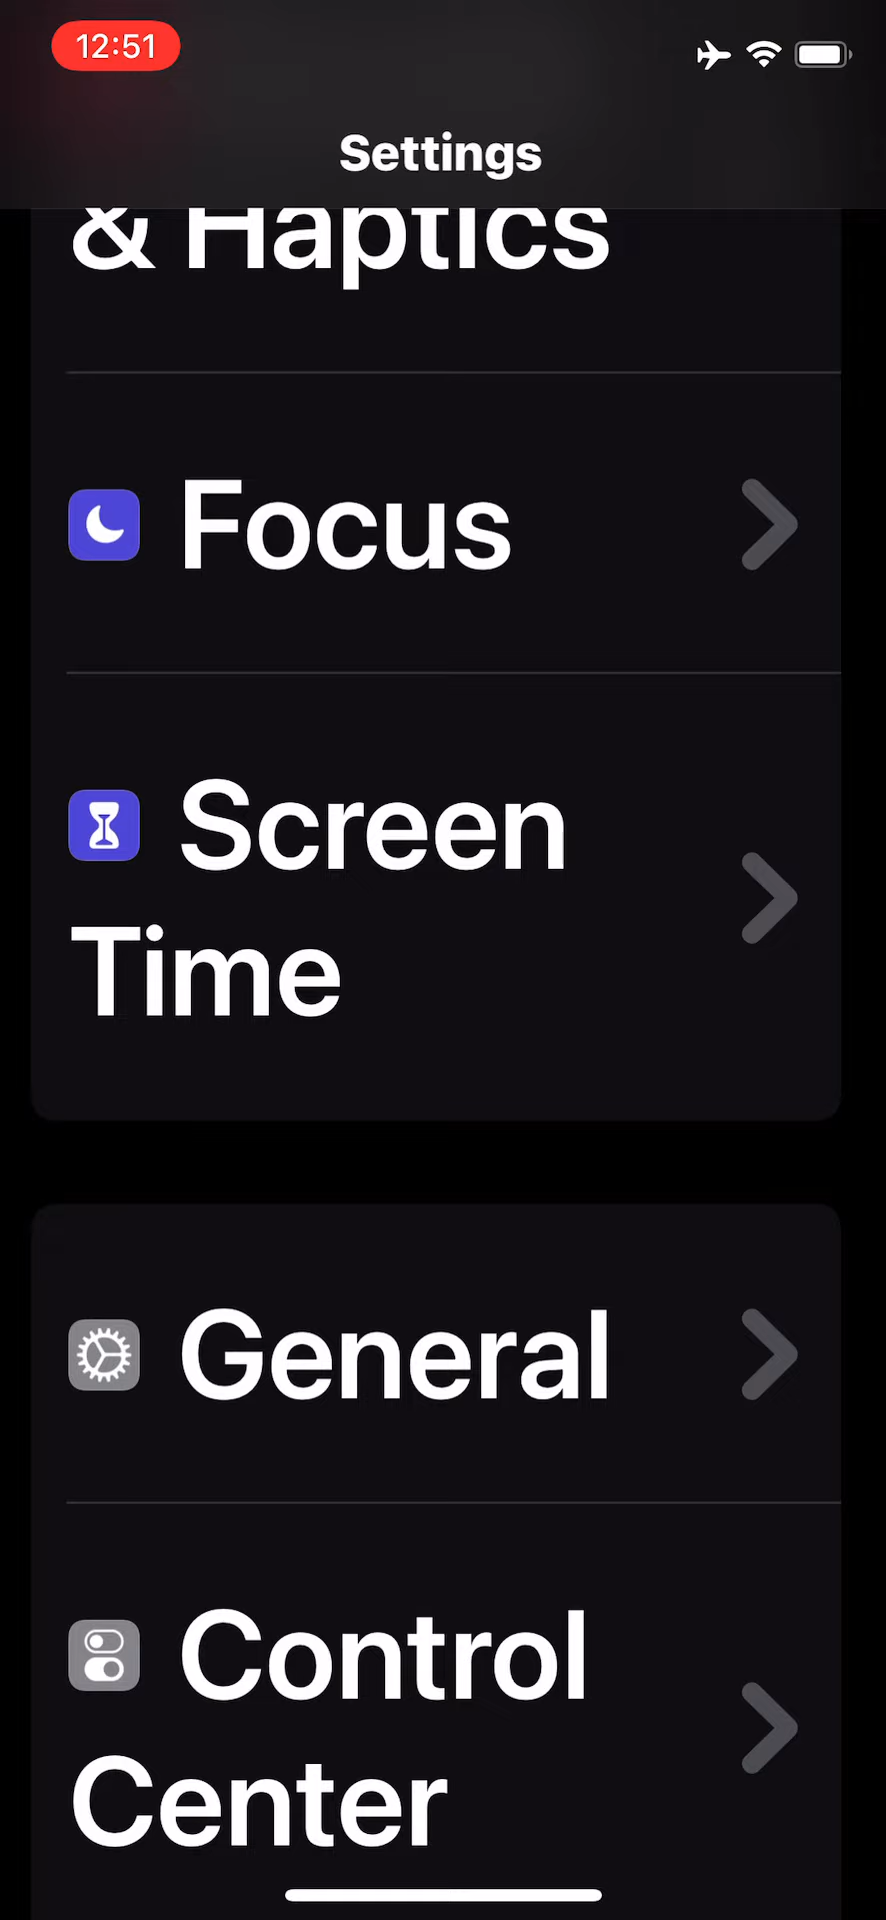 12:51
Settings
& Haptics
Focus
Screen
Time
General
Control
Center